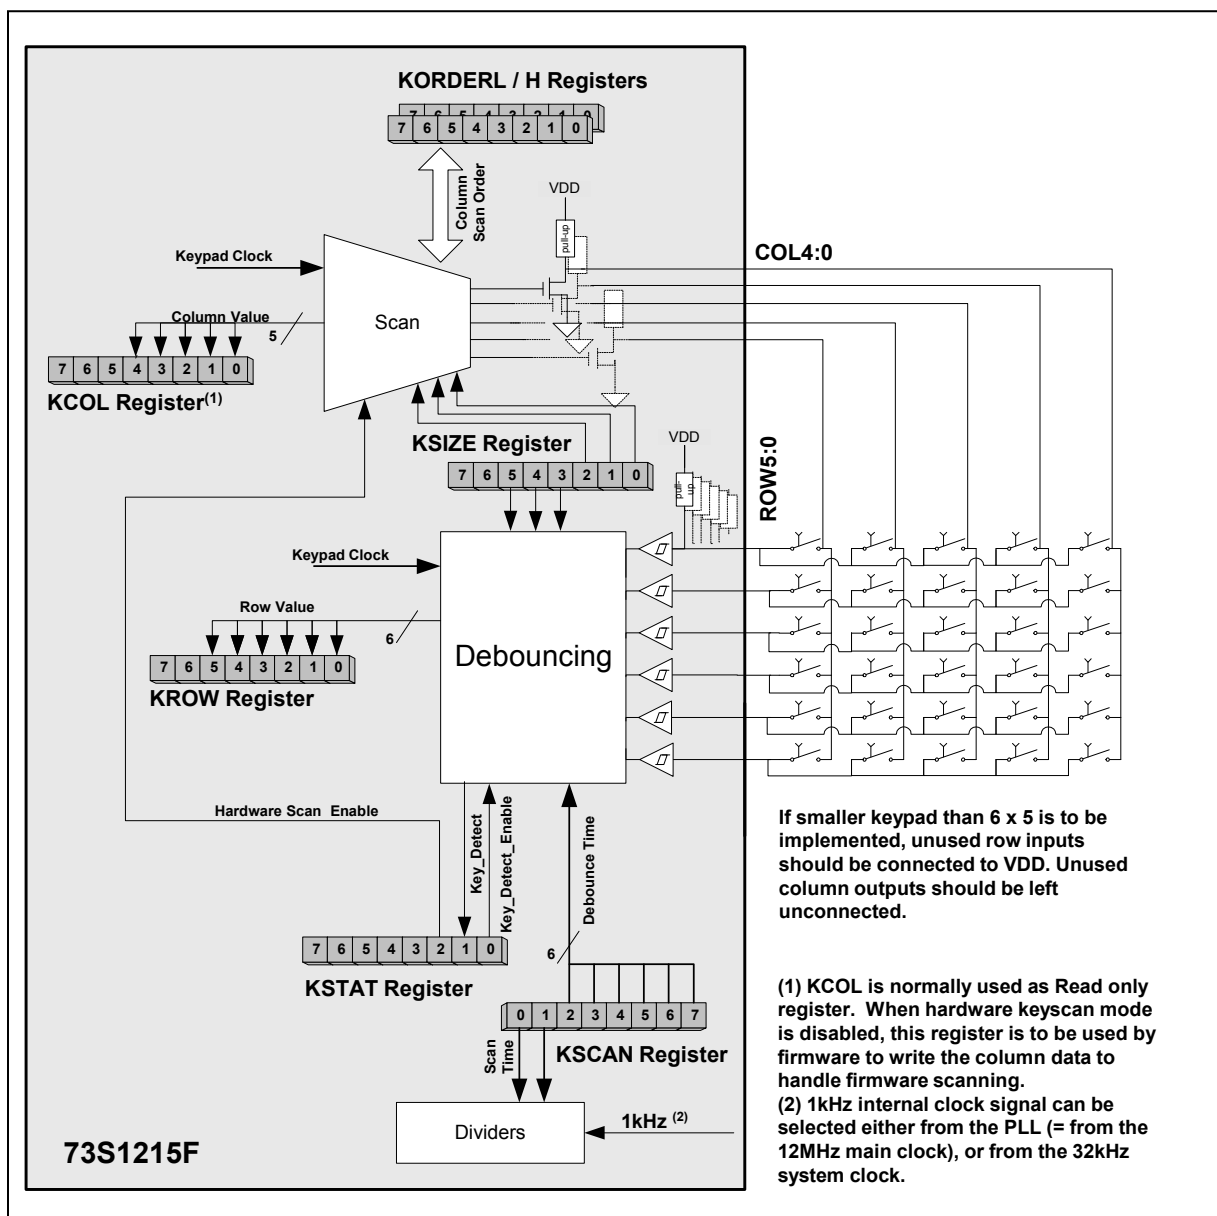 KORDERL / H Registers
7 6 5 4 3 2 1 0
7 6 5 4 3 2 1 0
Column
Scan Order
VDD
pull-up
COL4:0
Keypad Clock
Scan
Column Value
5
7 6 5 4 3 2 1 0
KCOL Register(1)
KSIZE Register
7 6 5 4 3 2 1 0
VDD
pull-
up
ROW5:0
Keypad Clock
Row Value
6
7 6 5 4 3 2 1 0
KROW Register
Debouncing
Hardware Scan Enable
Key_Detect
Key_Detect_Enable
Debounce Time
6
7 6 5 4 3 2 1 0
KSTAT Register
0 1 2 3 4 5 6 7
KSCAN Register
Scan
Time
Dividers
1kHz (2)
73S1215F
If smaller keypad than 6 x 5 is to be
implemented, unused row inputs
should be connected to VDD. Unused
column outputs should be left
unconnected.
(1) KCOL is normally used as Read only
register. When hardware keyscan mode
is disabled, this register is to be used by
firmware to write the column data to
handle firmware scanning.
(2) 1kHz internal clock signal can be
selected either from the PLL (= from the
12MHz main clock), or from the 32kHz
system clock.